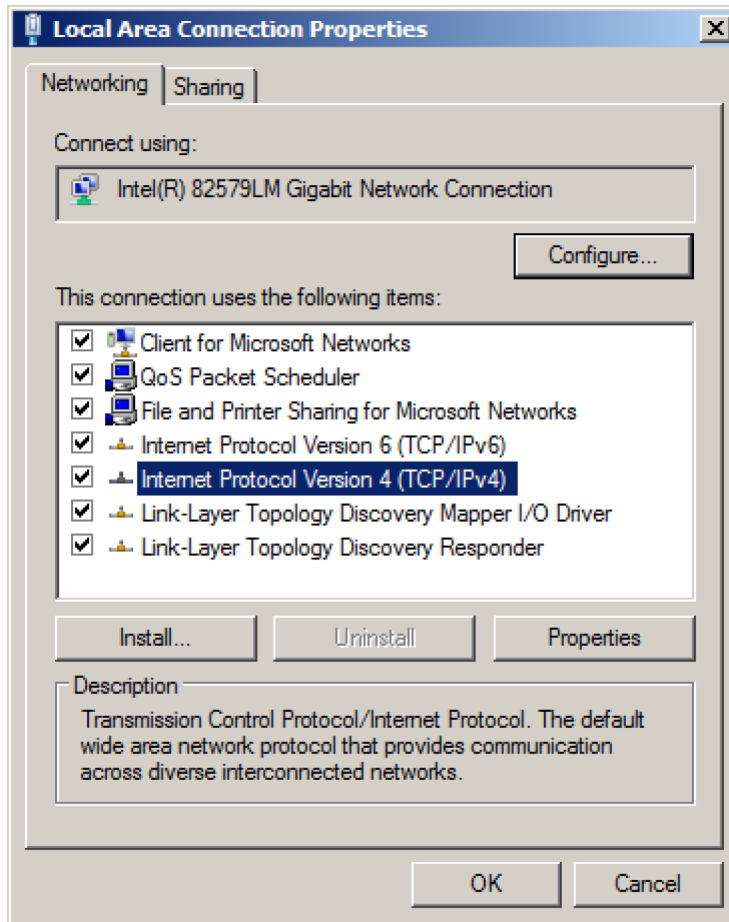 Local Area Connection Properties
Networking
Sharing
Connect using:
Intel(R) 82579LM Gigabit Network Connection
Configure...
This connection uses the following items:
Client for Microsoft Networks
QoS Packet Scheduler
File and Printer Sharing for Microsoft Networks
Internet Protocol Version 6 (TCP/IPv6)
Internet Protocol Version 4 (TCP/IPv4)
Link-Layer Topology Discovery Mapper I/O Driver
Link-Layer Topology Discovery Responder
Install...
Uninstall
Properties
Description
Transmission Control Protocol/Internet Protocol. The default
wide area network protocol that provides communication
across diverse interconnected networks.
OK
Cancel